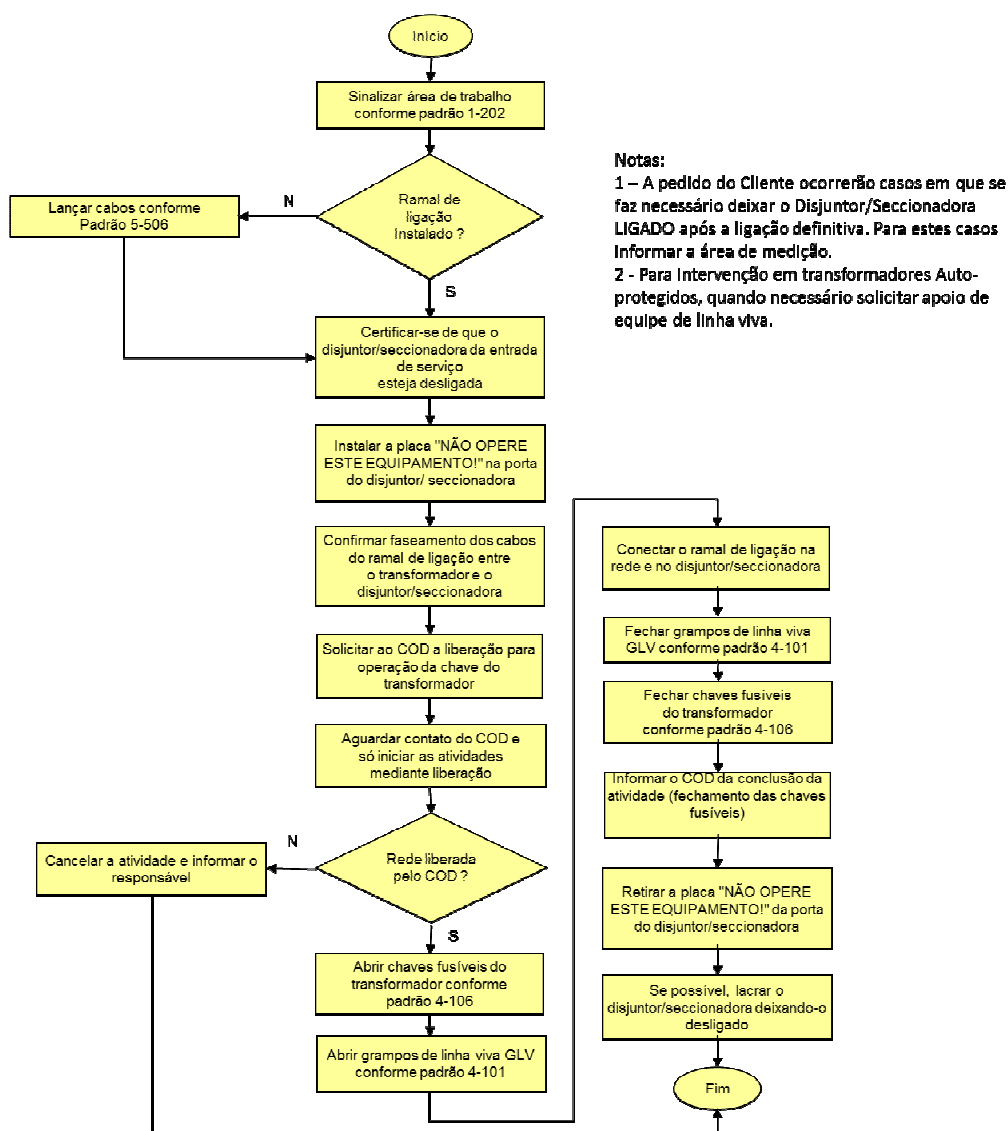 Início
Sinalizar área de trabalho
conforme padrão 1-202
Ramal de
ligação
Instalado ?
N
S
Lançar cabos conforme
Padrão 5-506
Notas:
1 – A pedido do Cliente ocorrerão casos em que se
faz necessário deixar o Disjuntor/Seccionadora
LIGADO após a ligação definitiva. Para estes casos
Informar a área de medição.
2 - Para Intervenção em transformadores Auto-
protegidos, quando necessário solicitar apoio de
equipe de linha viva.
Certificar-se de que o
disjuntor/seccionadora da entrada
de serviço
esteja desligada
Instalar a placa "NÃO OPERE
ESTE EQUIPAMENTO!" na porta
do disjuntor/ seccionadora
Confirmar faseamento dos cabos
do ramal de ligação entre
o transformador e o
disjuntor/seccionadora
Solicitar ao COD a liberação para
operação da chave do
transformador
Aguardar contato do COD e
só iniciar as atividades
mediante liberação
Rede liberada
pelo COD ?
N
S
Cancelar a atividade e informar o
responsável
Abrir chaves fusíveis do
transformador conforme
padrão 4-106
Abrir grampos de linha viva GLV
conforme padrão 4-101
Conectar o ramal de ligação na
rede e no disjuntor/seccionadora
Fechar grampos de linha viva
GLV conforme padrão 4-101
Fechar chaves fusíveis
do transformador
conforme padrão 4-106
Informar o COD da conclusão da
atividade (fechamento das chaves
fusíveis)
Retirar a placa "NÃO OPERE
ESTE EQUIPAMENTO!" da porta
do disjuntor/seccionadora
Se possível, lacrar o
disjuntor/seccionadora deixando-o
desligado
Fim